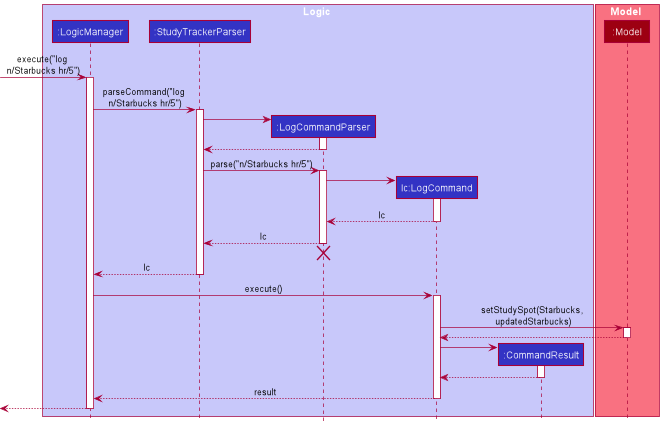 Logic
Model
:LogicManager
:StudyTrackerParser
:Model
execute("log
n/Starbucks hr/5")
parseCommand("log
n/Starbucks hr/5")
:LogCommandParser
parse("n/Starbucks hr/5")
lc:LogCommand
lc
lc
lc
execute()
setStudySpot(Starbucks,
updatedStarbucks)
:CommandResult
result